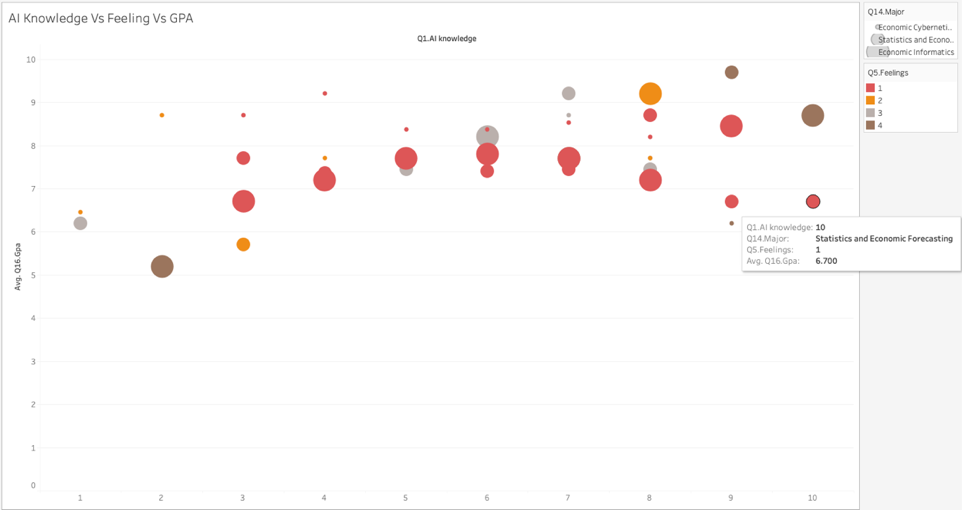 AI Knowledge Vs Feeling Vs GPA
Q1.AI knowledge
Avg. Q16.Gpa
10
9
8
7
6
5
4
3
2
1
0
1 2 3 4 5 6 7 8 9 10
Q1.AI knowledge: 10
Q14.Major: Statistics and Economic Forecasting
Q5.Feelings: 1
Avg. Q16.Gpa: 6.700
Q14.Major
Economic Cyberneti..
Statistics and Econo..
Economic Informatics
Q5.Feelings
1
2
3
4